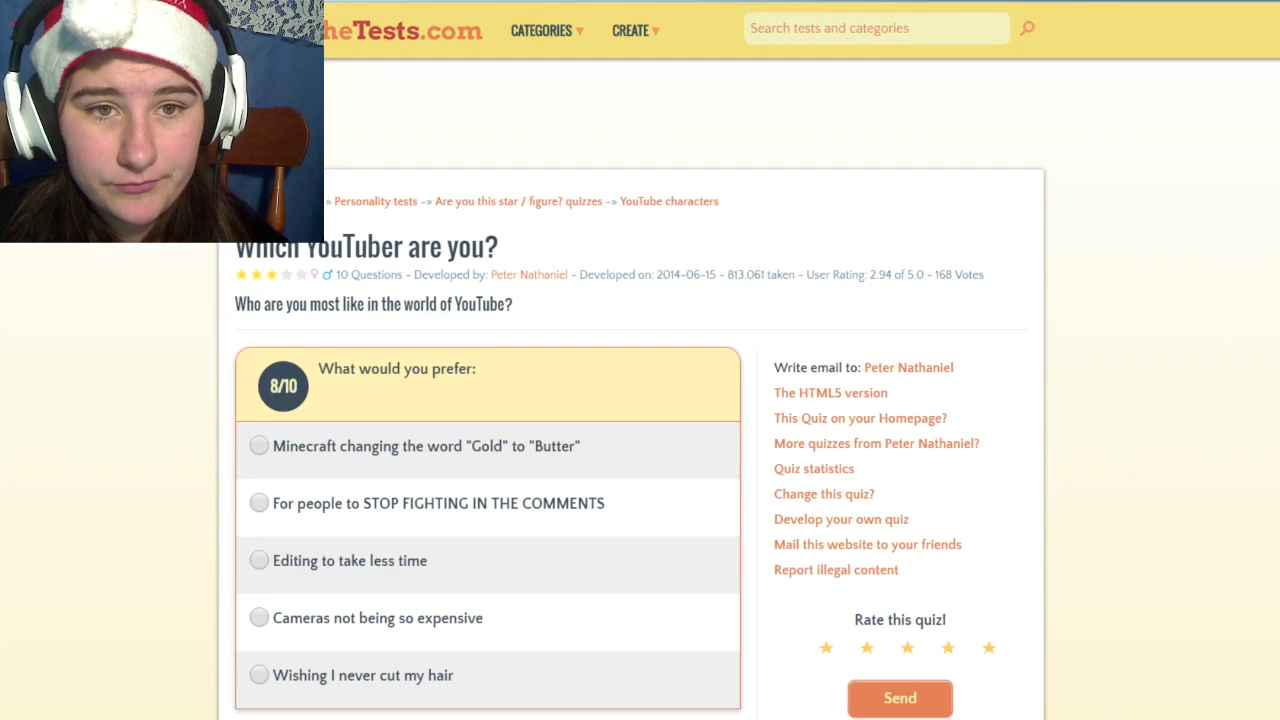 heTests.com
CATEGORIES ▼
CREATE ▼
Search tests and categories
» Personality tests -» Are you this star / figure? quizzes -» YouTube characters
Which YouTuber are you?
10 Questions - Developed by: Peter Nathaniel - Developed on: 2014-06-15 - 813.061 taken - User Rating: 2.94 of 5.0 - 168 Votes
Who are you most like in the world of YouTube?
8/10
What would you prefer:
Minecraft changing the word "Gold" to "Butter"
For people to STOP FIGHTING IN THE COMMENTS
Editing to take less time
Cameras not being so expensive
Wishing I never cut my hair
Write email to: Peter Nathaniel
The HTML5 version
This Quiz on your Homepage?
More quizzes from Peter Nathaniel?
Quiz statistics
Change this quiz?
Develop your own quiz
Mail this website to your friends
Report illegal content
Rate this quiz!
Send